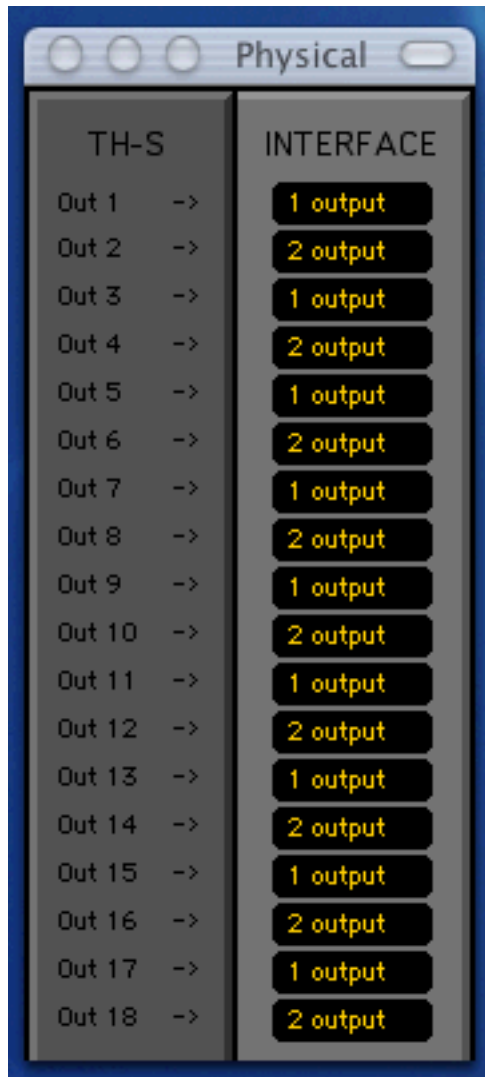 Physical
TH-S INTERFACE
Out 1 -> 1 output
Out 2 -> 2 output
Out 3 -> 1 output
Out 4 -> 2 output
Out 5 -> 1 output
Out 6 -> 2 output
Out 7 -> 1 output
Out 8 -> 2 output
Out 9 -> 1 output
Out 10 -> 2 output
Out 11 -> 1 output
Out 12 -> 2 output
Out 13 -> 1 output
Out 14 -> 2 output
Out 15 -> 1 output
Out 16 -> 2 output
Out 17 -> 1 output
Out 18 -> 2 output